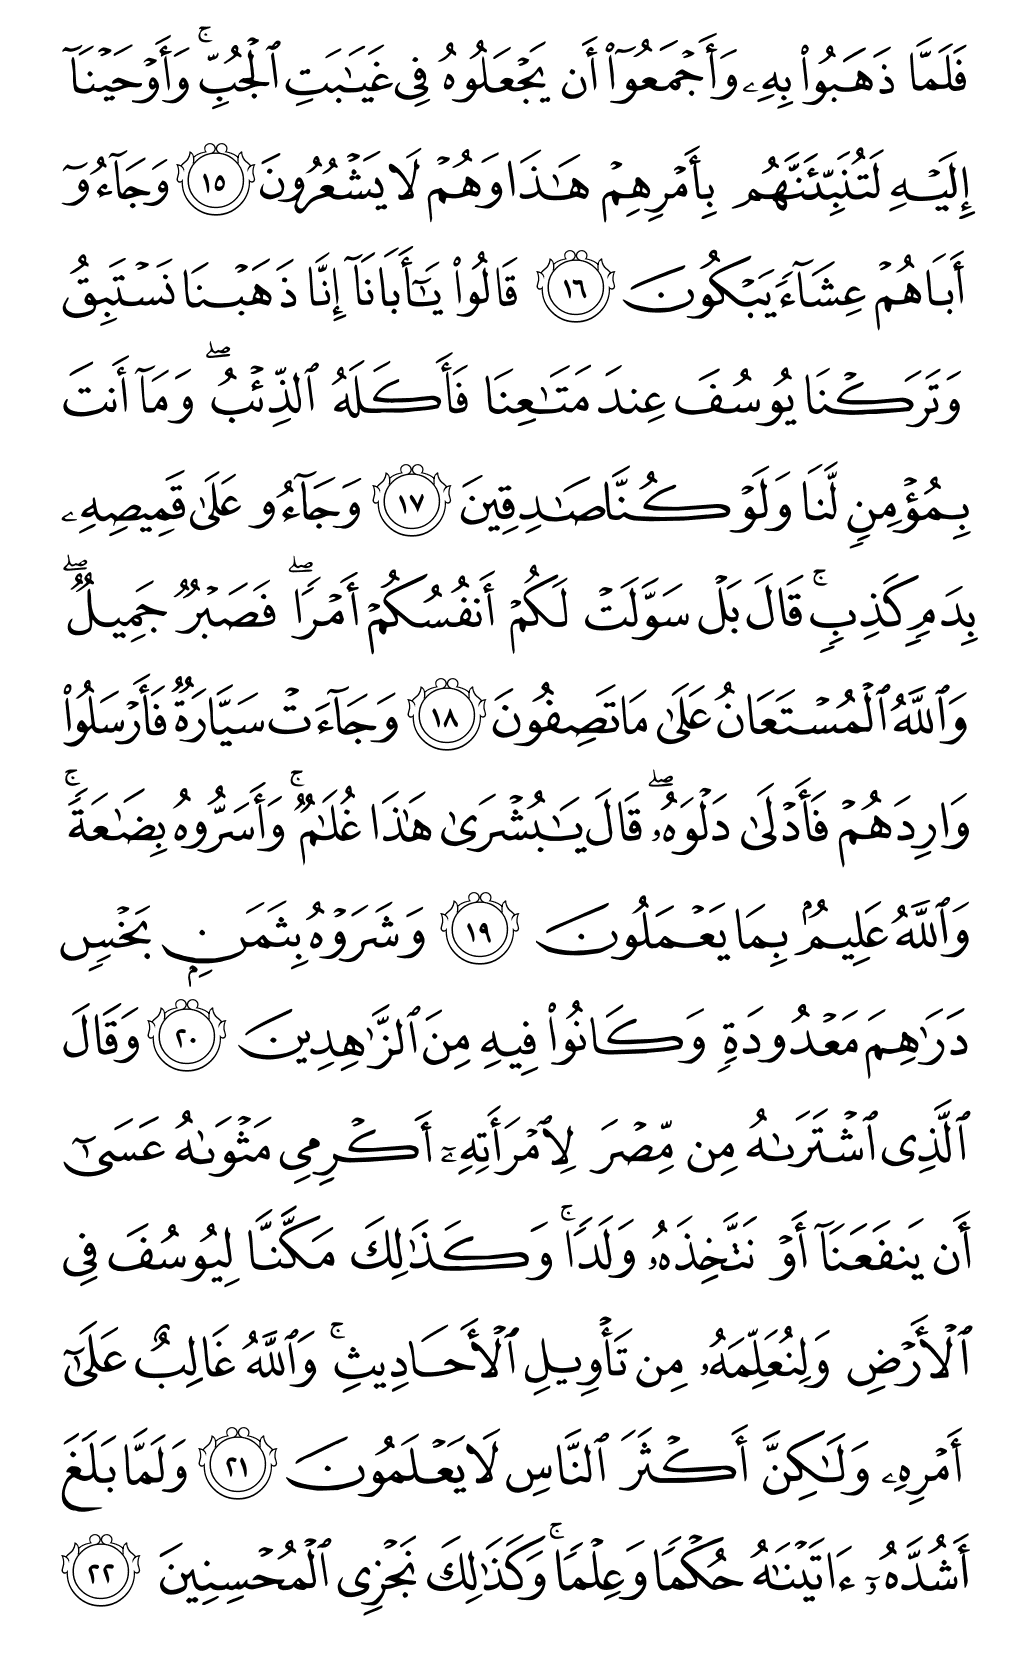 فَلَمَّا ذَهَبُوا۟ بِهِۦ وَأَجْمَعُوٓا۟ أَن يَجْعَلُوهُ فِى غَيَـٰبَتِ ٱلْجُبِّ ۚ وَأَوْحَيْنَآ
إِلَيْهِ لَتُنَبِّئَنَّهُم بِأَمْرِهِمْ هَـٰذَا وَهُمْ لَا يَشْعُرُونَ ١٥ وَجَآءُوٓ
أَبَاهُمْ عِشَآءً يَبْكُونَ ١٦ قَالُوا۟ يَـٰٓأَبَانَآ إِنَّا ذَهَبْنَا نَسْتَبِقُ
وَتَرَكْنَا يُوسُفَ عِندَ مَتَـٰعِنَا فَأَكَلَهُ ٱلذِّئْبُ ۖ وَمَآ أَنتَ
بِمُؤْمِنٍ لَّنَا وَلَوْ كُنَّا صَـٰدِقِينَ ١٧ وَجَآءُو عَلَىٰ قَمِيصِهِۦ
بِدَمٍ كَذِبٍ ۚ قَالَ بَلْ سَوَّلَتْ لَكُمْ أَنفُسُكُمْ أَمْرًا ۖ فَصَبْرٌ جَمِيلٌ ۖ
وَٱللَّهُ ٱلْمُسْتَعَانُ عَلَىٰ مَا تَصِفُونَ ١٨ وَجَآءَتْ سَيَّارَةٌ فَأَرْسَلُوا۟
وَارِدَهُمْ فَأَدْلَىٰ دَلْوَهُۥ ۖ قَالَ يَـٰبُشْرَىٰ هَـٰذَا غُلَـٰمٌ ۚ وَأَسَرُّوهُ بِضَـٰعَةً ۚ
وَٱللَّهُ عَلِيمٌۢ بِمَا يَعْمَلُونَ ١٩ وَشَرَوْهُ بِثَمَنٍۭ بَخْسٍ
دَرَٰهِمَ مَعْدُودَةٍ وَكَانُوا۟ فِيهِ مِنَ ٱلزَّٰهِدِينَ ٢٠ وَقَالَ
ٱلَّذِى ٱشْتَرَىٰهُ مِن مِّصْرَ لِٱمْرَأَتِهِۦٓ أَكْرِمِى مَثْوَىٰهُ عَسَىٰٓ
أَن يَنفَعَنَآ أَوْ نَتَّخِذَهُۥ وَلَدًا ۚ وَكَذَٰلِكَ مَكَّنَّا لِيُوسُفَ فِى
ٱلْأَرْضِ وَلِنُعَلِّمَهُۥ مِن تَأْوِيلِ ٱلْأَحَادِيثِ ۚ وَٱللَّهُ غَالِبٌ عَلَىٰٓ
أَمْرِهِۦ وَلَـٰكِنَّ أَكْثَرَ ٱلنَّاسِ لَا يَعْلَمُونَ ٢١ وَلَمَّا بَلَغَ
أَشُدَّهُۥٓ ءَاتَيْنَـٰهُ حُكْمًا وَعِلْمًا ۚ وَكَذَٰلِكَ نَجْزِى ٱلْمُحْسِنِينَ ٢٢